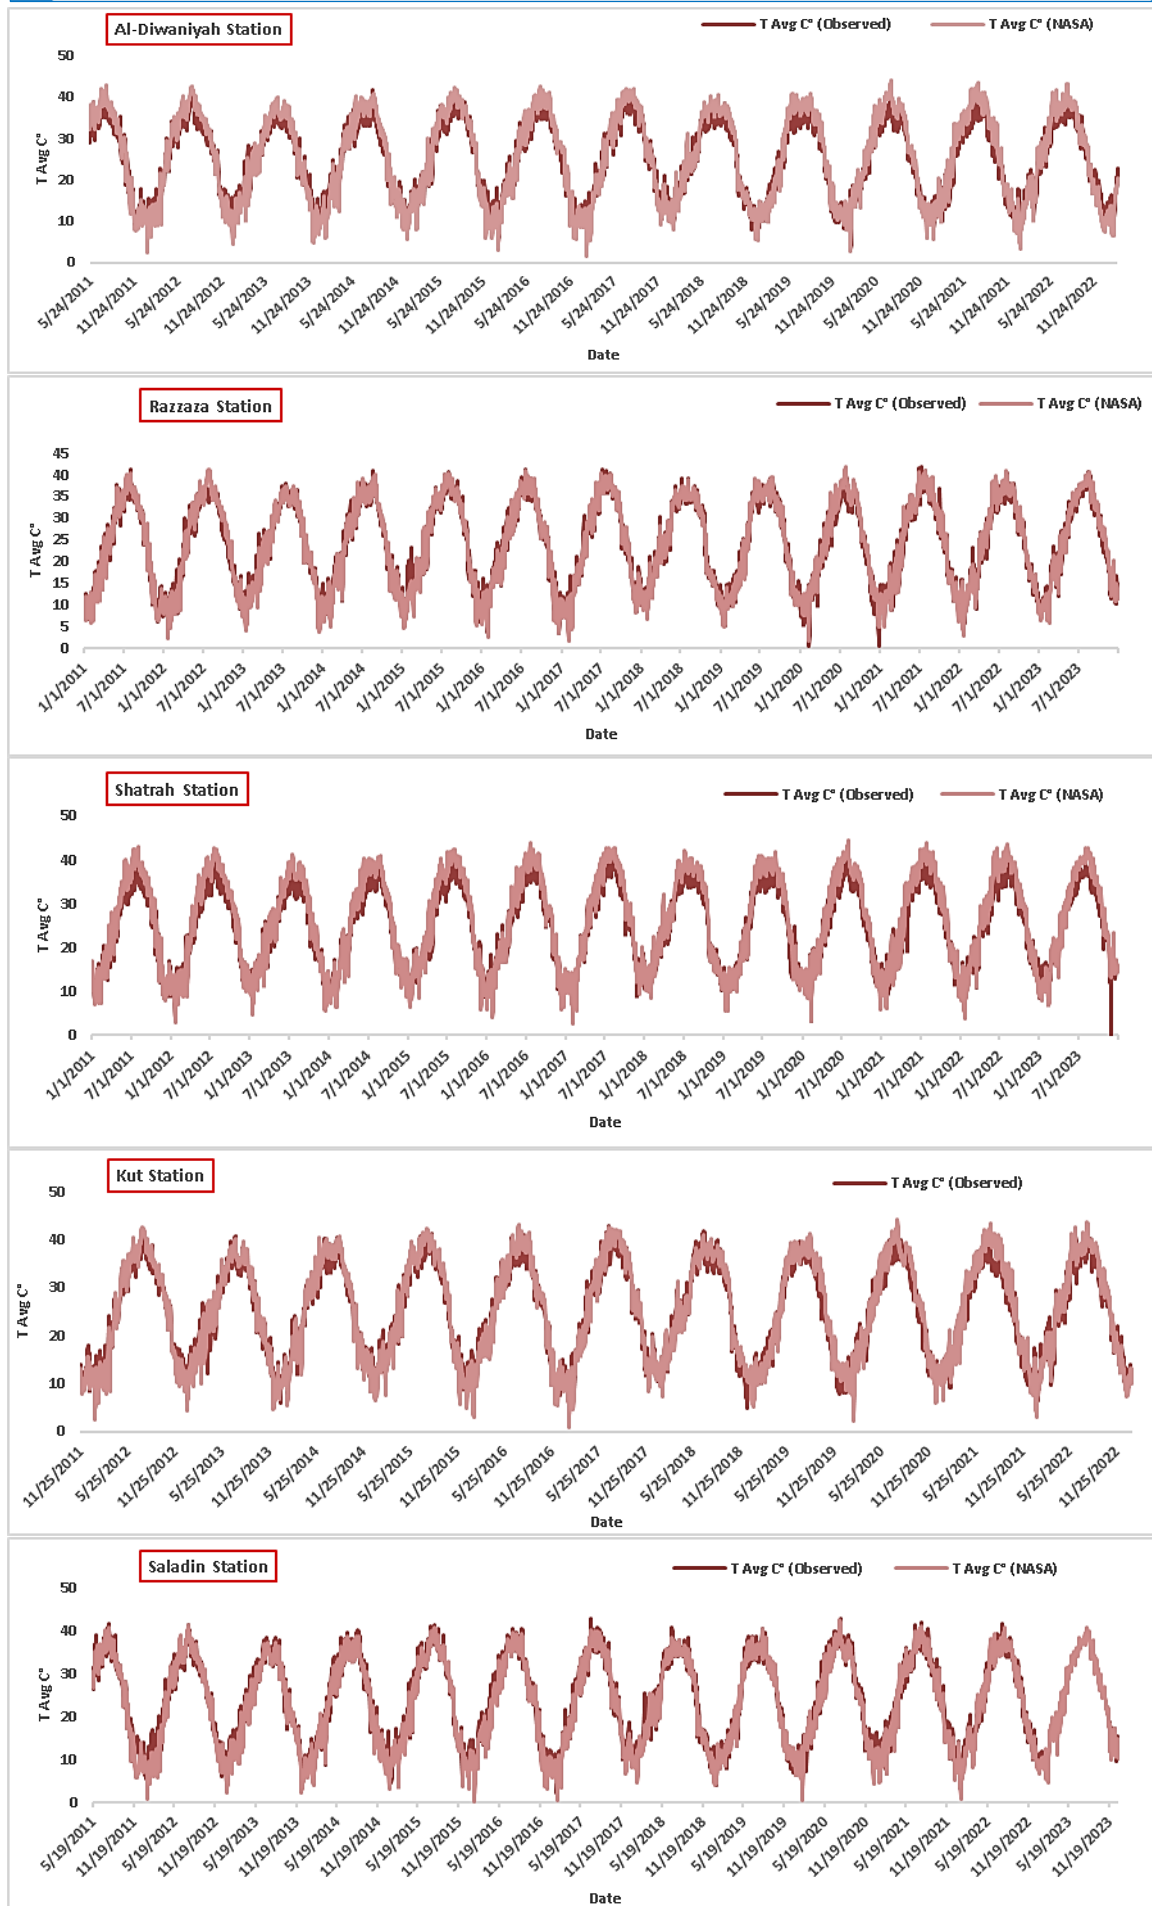 Al-Diwaniyah Station
T Avg C° (Observed) T Avg C° (NASA)
50
40
30
20
10
0
T Avg C°
5/24/2011 11/24/2011 5/24/2012 11/24/2012 5/24/2013 11/24/2013 5/24/2014 11/24/2014 5/24/2015 11/24/2015 5/24/2016 11/24/2016 5/24/2017 11/24/2017 5/24/2018 11/24/2018 5/24/2019 11/24/2019 5/24/2020 11/24/2020 5/24/2021 11/24/2021 5/24/2022 11/24/2022
Date
Razzaza Station
T Avg C° (Observed) T Avg C° (NASA)
45
40
35
30
25
20
15
10
5
0
T Avg C°
1/1/2011 7/1/2011 1/1/2012 7/1/2012 1/1/2013 7/1/2013 1/1/2014 7/1/2014 1/1/2015 7/1/2015 1/1/2016 7/1/2016 1/1/2017 7/1/2017 1/1/2018 7/1/2018 1/1/2019 7/1/2019 1/1/2020 7/1/2020 1/1/2021 7/1/2021 1/1/2022 7/1/2022 1/1/2023 7/1/2023
Date
Shatrah Station
T Avg C° (Observed) T Avg C° (NASA)
50
40
30
20
10
0
T Avg C°
1/1/2011 7/1/2011 1/1/2012 7/1/2012 1/1/2013 7/1/2013 1/1/2014 7/1/2014 1/1/2015 7/1/2015 1/1/2016 7/1/2016 1/1/2017 7/1/2017 1/1/2018 7/1/2018 1/1/2019 7/1/2019 1/1/2020 7/1/2020 1/1/2021 7/1/2021 1/1/2022 7/1/2022 1/1/2023 7/1/2023
Date
Kut Station
T Avg C° (Observed)
50
40
30
20
10
0
T Avg C°
11/25/2011 5/25/2012 11/25/2012 5/25/2013 11/25/2013 5/25/2014 11/25/2014 5/25/2015 11/25/2015 5/25/2016 11/25/2016 5/25/2017 11/25/2017 5/25/2018 11/25/2018 5/25/2019 11/25/2019 5/25/2020 11/25/2020 5/25/2021 11/25/2021 5/25/2022 11/25/2022
Date
Saladin Station
T Avg C° (Observed) T Avg C° (NASA)
50
40
30
20
10
0
T Avg C°
5/19/2011 11/19/2011 5/19/2012 11/19/2012 5/19/2013 11/19/2013 5/19/2014 11/19/2014 5/19/2015 11/19/2015 5/19/2016 11/19/2016 5/19/2017 11/19/2017 5/19/2018 11/19/2018 5/19/2019 11/19/2019 5/19/2020 11/19/2020 5/19/2021 11/19/2021 5/19/2022 11/19/2022 5/19/2023 11/19/2023
Date